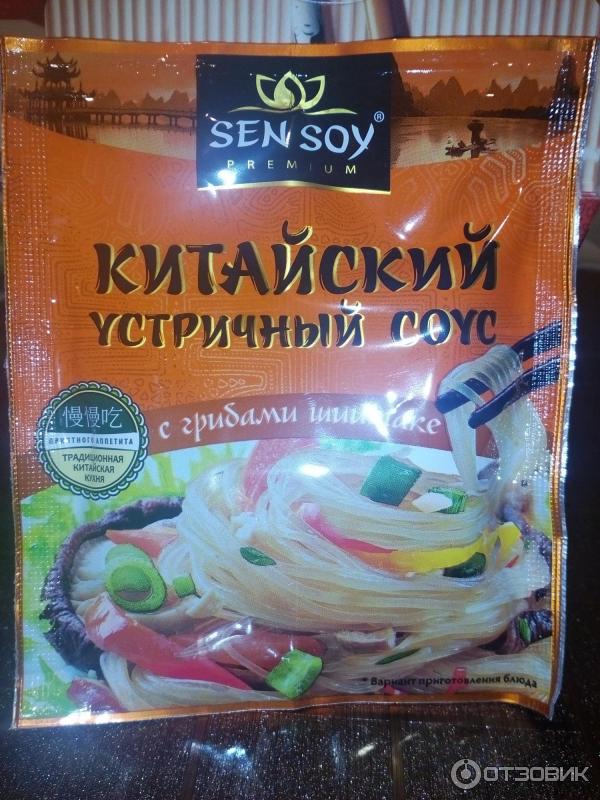 SEN SOY®
PREMIUM
КИТАЙСКИЙ
УСТРИЧНЫЙ СОУС
с грибами шиитаке
慢慢吃
ПРИЯТНОГО АППЕТИТА
ТРАДИЦИОННАЯ
КИТАЙСКАЯ
КУХНЯ
* Вариант приготовления блюда
ОТЗОВИК